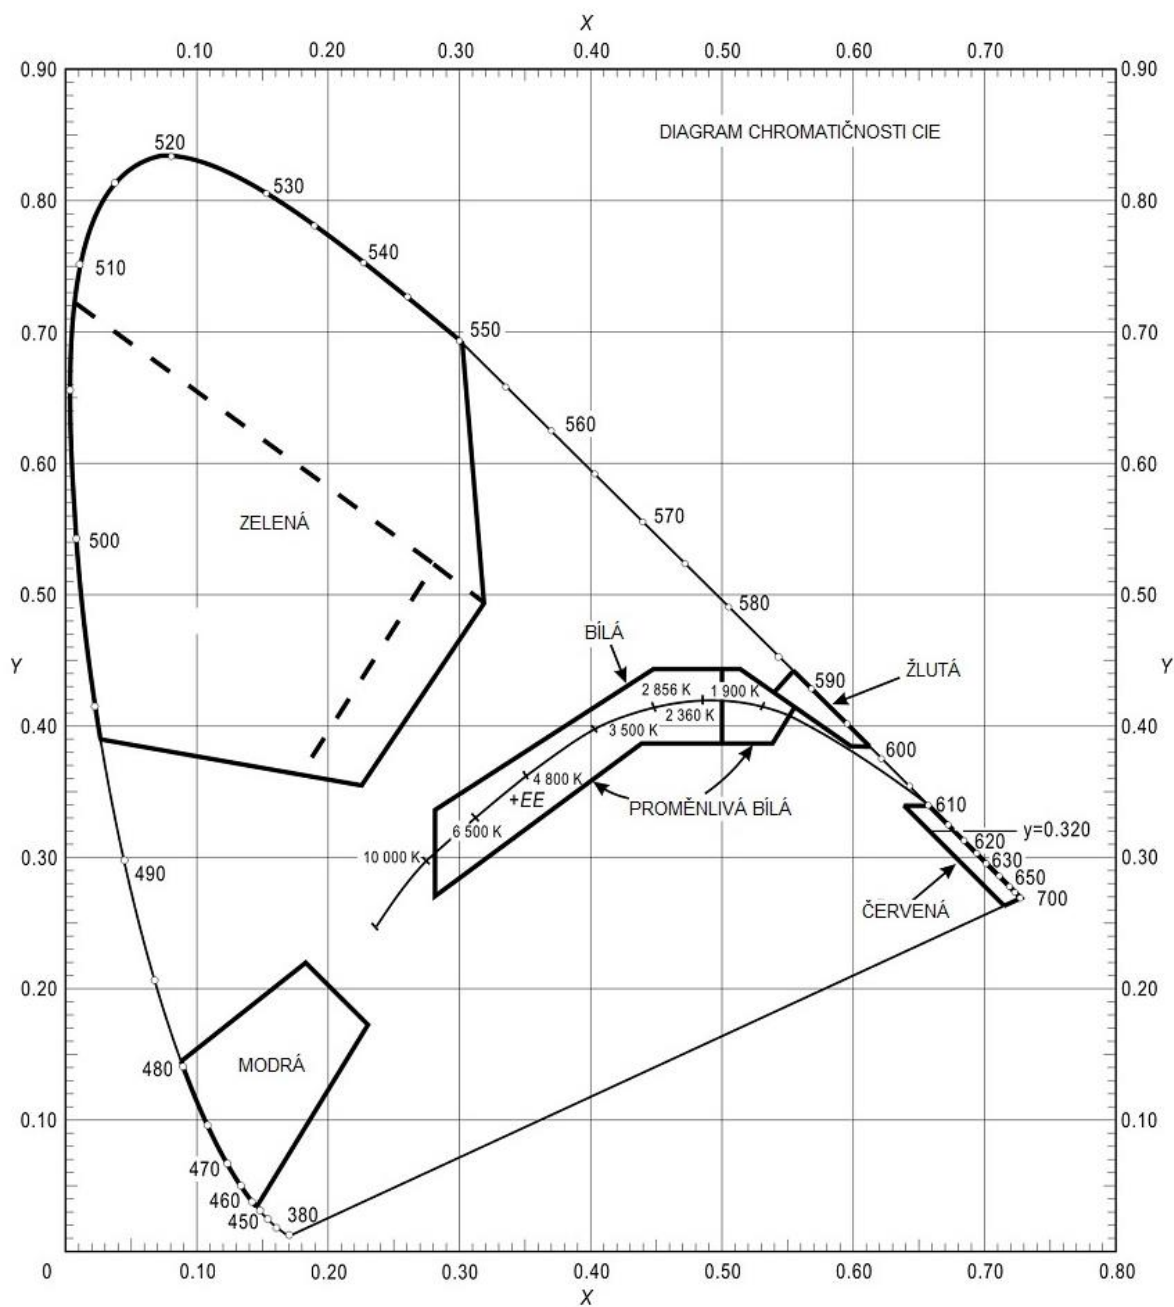 X
0.10 0.20 0.30 0.40 0.50 0.60 0.70
0.90 0.90
DIAGRAM CHROMATIČNOSTI CIE
520
530
0.80 0.80
540
510
550
0.70 0.70
560
0.60 0.60
570
ZELENÁ
500
0.50 0.50
580
BÍLÁ
Y Y
590 ŽLUTÁ
2 856 K 1 900 K
2 360 K
0.40 0.40
3 500 K
600
4 800 K
+EE
PROMĚNLIVÁ BÍLÁ
610
6 500 K
y=0.320
620
10 000 K
0.30 630 0.30
490
650
700
ČERVENÁ
0.20 0.20
480 MODRÁ
0.10 0.10
470
460
450 380
0 0.10 0.20 0.30 0.40 0.50 0.60 0.70 0.80
X